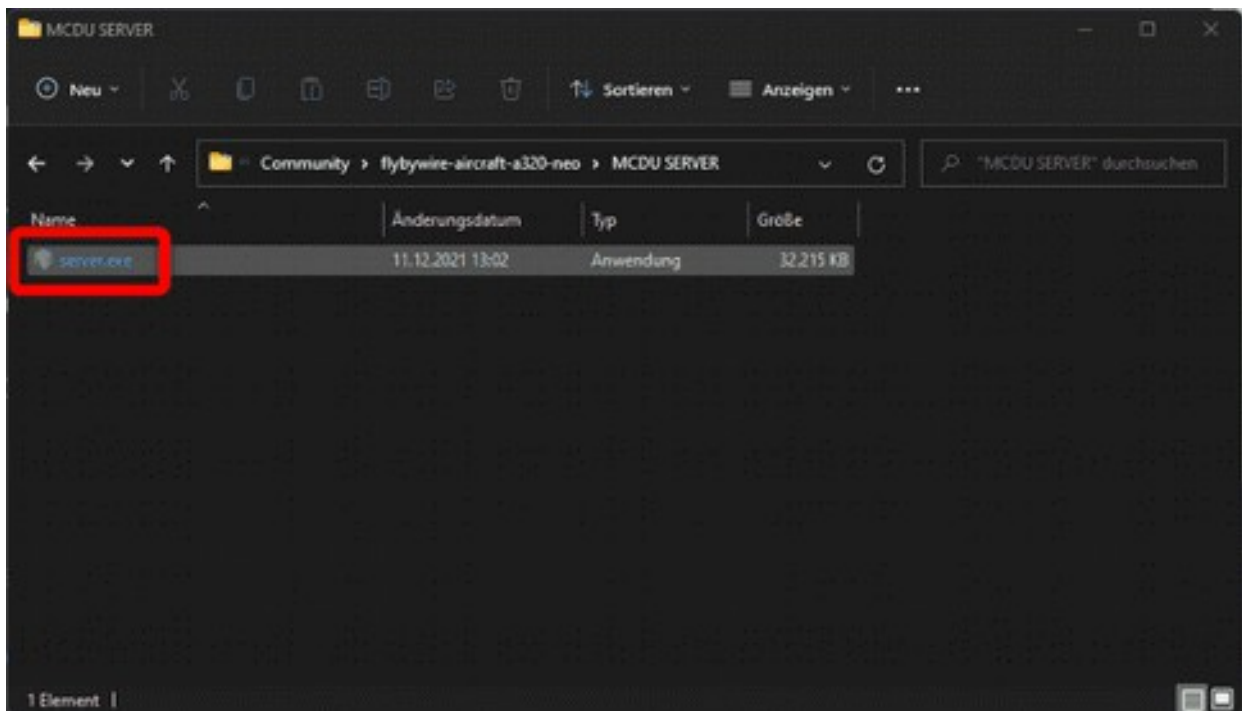 MCDU SERVER
Neu Sortieren Anzeigen ...
Community > flybywire-aircraft-a320-neo > MCDU SERVER "MCDU SERVER" durchsuchen
Name Änderungsdatum Typ Größe
server.exe 11.12.2021 13:02 Anwendung 32.215 KB
1 Element